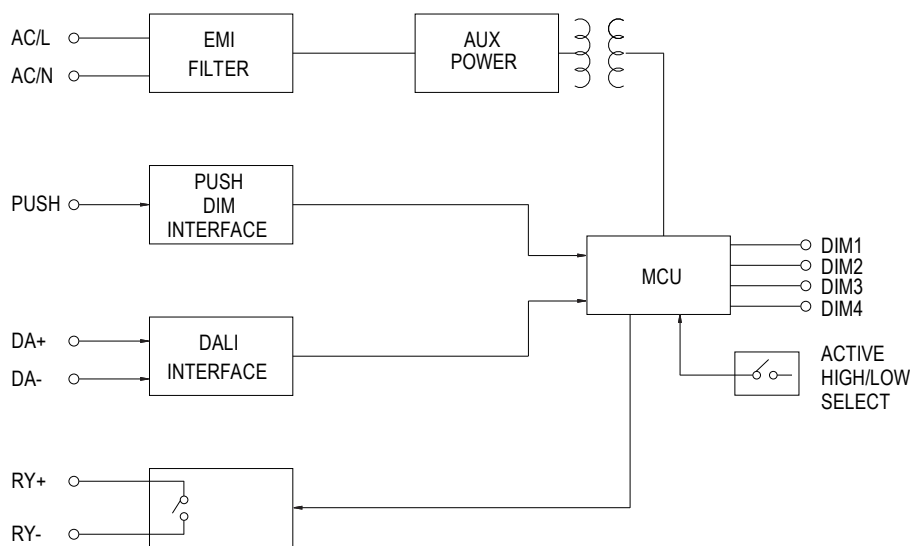 AC/L
AC/N
EMI
FILTER
AUX
POWER
PUSH
PUSH
DIM
INTERFACE
MCU
DIM1
DIM2
DIM3
DIM4
DA+
DA-
DALI
INTERFACE
ACTIVE
HIGH/LOW
SELECT
RY+
RY-